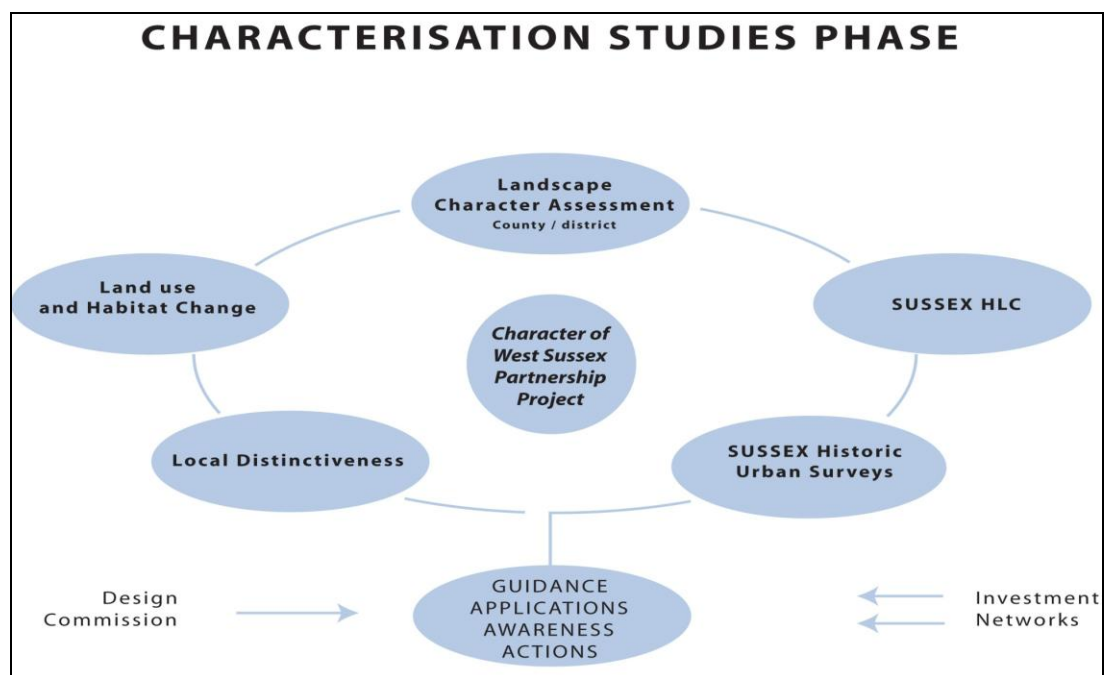 CHARACTERISATION STUDIES PHASE
Landscape
Character Assessment
County / district
Land use
and Habitat Change
SUSSEX HLC
Character of
West Sussex
Partnership
Project
Local Distinctiveness
SUSSEX Historic
Urban Surveys
Design
Commission
GUIDANCE
APPLICATIONS
AWARENESS
ACTIONS
Investment
Networks